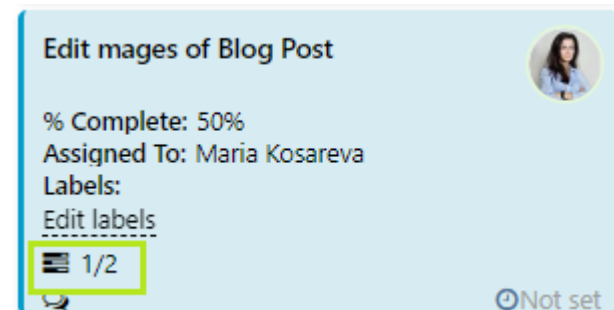 Edit mages of Blog Post
% Complete: 50%
Assigned To: Maria Kosareva
Labels:
Edit labels
1/2
Not set